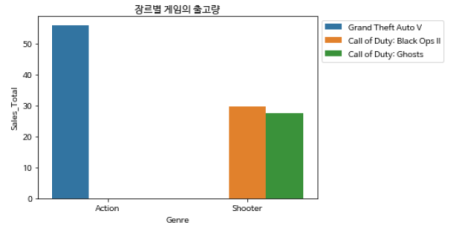 장르별 게임의 출고량
Grand Theft Auto V
Call of Duty: Black Ops II
Call of Duty: Ghosts
Sales_Total
50
40
30
20
10
0
Action
Shooter
Genre